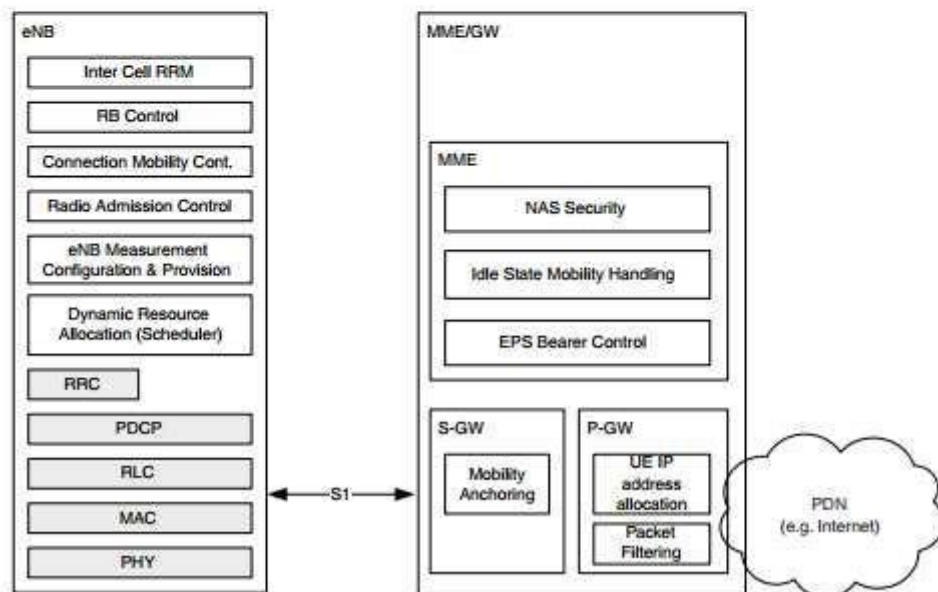 eNB
Inter Cell RRM
RB Control
Connection Mobility Cont.
Radio Admission Control
eNB Measurement
Configuration & Provision
Dynamic Resource
Allocation (Scheduler)
RRC
PDCP
RLC
MAC
PHY
S1
MME/GW
MME
NAS Security
Idle State Mobility Handling
EPS Bearer Control
S-GW
Mobility
Anchoring
P-GW
UE IP
address
allocation
Packet
Filtering
PDN
(e.g. Internet)